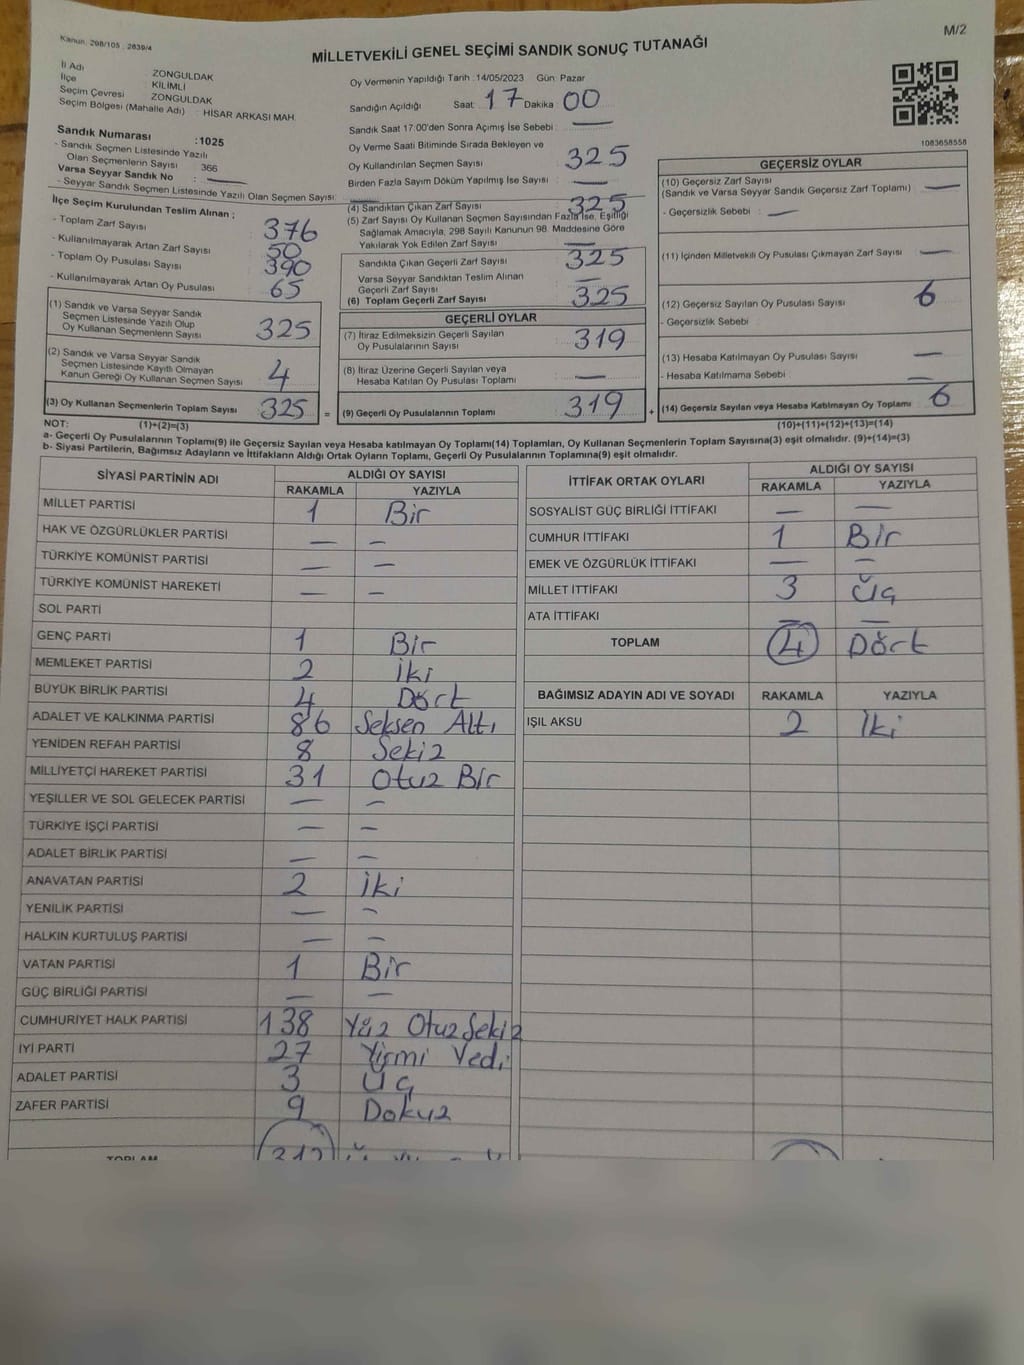 Kanun, 298/105 , 2839/4
M/2
MİLLETVEKİLİ GENEL SEÇİMİ SANDIK SONUÇ TUTANAĞI
İl Adı ZONGULDAK
İlçe KİLİMLİ
Seçim Çevresi ZONGULDAK
Seçim Bölgesi (Mahalle Adı) : HİSAR ARKASI MAH.
Sandık Numarası :1025
- Sandık Seçmen Listesinde Yazılı
Olan Seçmenlerin Sayısı 366
Varsa Seyyar Sandık No : —
- Seyyar Sandık Seçmen Listesinde Yazılı Olan Seçmen Sayısı: —
İlçe Seçim Kurulundan Teslim Alınan ;
- Toplam Zarf Sayısı 376
- Kullanılmayarak Artan Zarf Sayısı 50
- Toplam Oy Pusulası Sayısı 390
- Kullanılmayarak Artan Oy Pusulası 65
(1) Sandık ve Varsa Seyyar Sandık
Seçmen Listesinde Yazılı Olup
Oy Kullanan Seçmenlerin Sayısı 325
(2) Sandık ve Varsa Seyyar Sandık
Seçmen Listesinde Kayıtlı Olmayan
Kanun Gereği Oy Kullanan Seçmen Sayısı 4
(3) Oy Kullanan Seçmenlerin Toplam Sayısı 325 =
Oy Vermenin Yapıldığı Tarih :14/05/2023 Gün: Pazar
Sandığın Açıldığı Saat: 17 Dakika : 00
Sandık Saat 17:00'den Sonra Açımış İse Sebebi : —
Oy Verme Saati Bitiminde Sırada Bekleyen ve
Oy Kullandırılan Seçmen Sayısı : 325
Birden Fazla Sayım Döküm Yapılmış İse Sayısı : —
(4) Sandıktan Çıkan Zarf Sayısı : 325
(5) Zarf Sayısı Oy Kullanan Seçmen Sayısından Fazla İse, Eşitliği
Sağlamak Amacıyla, 298 Sayılı Kanunun 98. Maddesine Göre
Yakılarak Yok Edilen Zarf Sayısı : —
Sandıkta Çıkan Geçerli Zarf Sayısı : 325
Varsa Seyyar Sandıktan Teslim Alınan
Geçerli Zarf Sayısı : —
(6) Toplam Geçerli Zarf Sayısı : 325
GEÇERLİ OYLAR
(7) İtiraz Edilmeksizin Geçerli Sayılan
Oy Pusulalarının Sayısı : 319
(8) İtiraz Üzerine Geçerli Sayılan veya
Hesaba Katılan Oy Pusulası Toplamı : —
(9) Geçerli Oy Pusulalarının Toplamı : 319 +
1083658558
GEÇERSİZ OYLAR
(10) Geçersiz Zarf Sayısı
(Sandık ve Varsa Seyyar Sandık Geçersiz Zarf Toplamı) : —
- Geçersizlik Sebebi : —
(11) İçinden Milletvekili Oy Pusulası Çıkmayan Zarf Sayısı : —
(12) Geçersiz Sayılan Oy Pusulası Sayısı : 6
- Geçersizlik Sebebi
(13) Hesaba Katılmayan Oy Pusulası Sayısı : —
- Hesaba Katılmama Sebebi : —
(14) Geçersiz Sayılan veya Hesaba Katılmayan Oy Toplamı : 6
NOT: (1)+(2)=(3) (10)+(11)+(12)+(13)=(14)
a- Geçerli Oy Pusulalarının Toplamı(9) ile Geçersiz Sayılan veya Hesaba katılmayan Oy Toplamı(14) Toplamları, Oy Kullanan Seçmenlerin Toplam Sayısına(3) eşit olmalıdır. (9)+(14)=(3)
b- Siyasi Partilerin, Bağımsız Adayların ve İttifakların Aldığı Ortak Oyların Toplamı, Geçerli Oy Pusulalarının Toplamına(9) eşit olmalıdır.
SİYASİ PARTİNİN ADI ALDIĞI OY SAYISI
RAKAMLA YAZIYLA
MİLLET PARTİSİ 1 Bir
HAK VE ÖZGÜRLÜKLER PARTİSİ — —
TÜRKİYE KOMÜNİST PARTİSİ — —
TÜRKİYE KOMÜNİST HAREKETİ — —
SOL PARTİ
GENÇ PARTİ 1 Bir
MEMLEKET PARTİSİ 2 İki
BÜYÜK BİRLİK PARTİSİ 4 Dört
ADALET VE KALKINMA PARTİSİ 86 Seksen Altı
YENİDEN REFAH PARTİSİ 8 Sekiz
MİLLİYETÇİ HAREKET PARTİSİ 31 Otuz Bir
YEŞİLLER VE SOL GELECEK PARTİSİ — —
TÜRKİYE İŞÇİ PARTİSİ — —
ADALET BİRLİK PARTİSİ — —
ANAVATAN PARTİSİ 2 İki
YENİLİK PARTİSİ — —
HALKIN KURTULUŞ PARTİSİ — —
VATAN PARTİSİ 1 Bir
GÜÇ BİRLİĞİ PARTİSİ — —
CUMHURİYET HALK PARTİSİ 138 Yüz Otuz Sekiz
İYİ PARTİ 27 Yirmi Yedi
ADALET PARTİSİ 3 Üç
ZAFER PARTİSİ 9 Dokuz
TOPLAM
İTTİFAK ORTAK OYLARI ALDIĞI OY SAYISI
RAKAMLA YAZIYLA
SOSYALİST GÜÇ BİRLİĞİ İTTİFAKI — —
CUMHUR İTTİFAKI 1 Bir
EMEK VE ÖZGÜRLÜK İTTİFAKI — —
MİLLET İTTİFAKI 3 Üç
ATA İTTİFAKI — —
TOPLAM 4 Dört
BAĞIMSIZ ADAYIN ADI VE SOYADI RAKAMLA YAZIYLA
IŞIL AKSU 2 İki